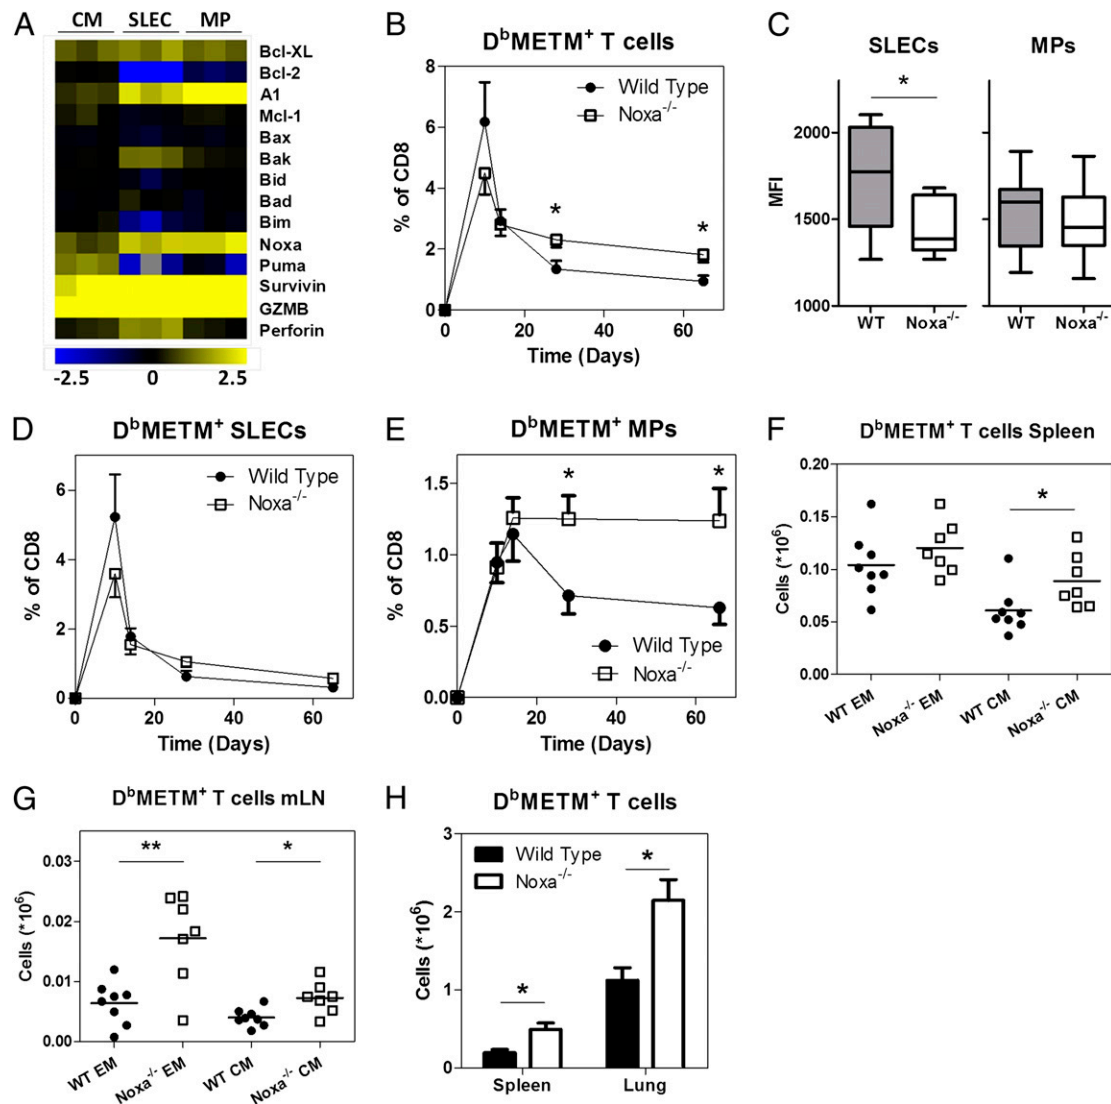 A
CM SLEC MP
Bcl-XL
Bcl-2
A1
Mcl-1
Bax
Bak
Bid
Bad
Bim
Noxa
Puma
Survivin
GZMB
Perforin
-2.5 0 2.5
B
DᵇMETM⁺ T cells
Wild Type
Noxa⁻/⁻
% of CD8
8
6
4
2
0
* *
0 20 40 60
Time (Days)
C
SLECs MPs
*
MFI
2000
1500
1000
WT Noxa⁻/⁻ WT Noxa⁻/⁻
D
DᵇMETM⁺ SLECs
Wild Type
Noxa⁻/⁻
% of CD8
6
4
2
0
0 20 40 60
Time (Days)
E
DᵇMETM⁺ MPs
* *
% of CD8
1.5
1.0
0.5
0.0
Wild Type
Noxa⁻/⁻
0 20 40 60
Time (Days)
F
DᵇMETM⁺ T cells Spleen
*
Cells (*10⁶)
0.20
0.15
0.10
0.05
0.00
WT EM Noxa⁻/⁻ EM WT CM Noxa⁻/⁻ CM
G
DᵇMETM⁺ T cells mLN
** *
Cells (*10⁶)
0.03
0.02
0.01
0.00
WT EM Noxa⁻/⁻ EM WT CM Noxa⁻/⁻ CM
H
DᵇMETM⁺ T cells
Wild Type
Noxa⁻/⁻
* *
Cells (*10⁶)
3
2
1
0
Spleen Lung